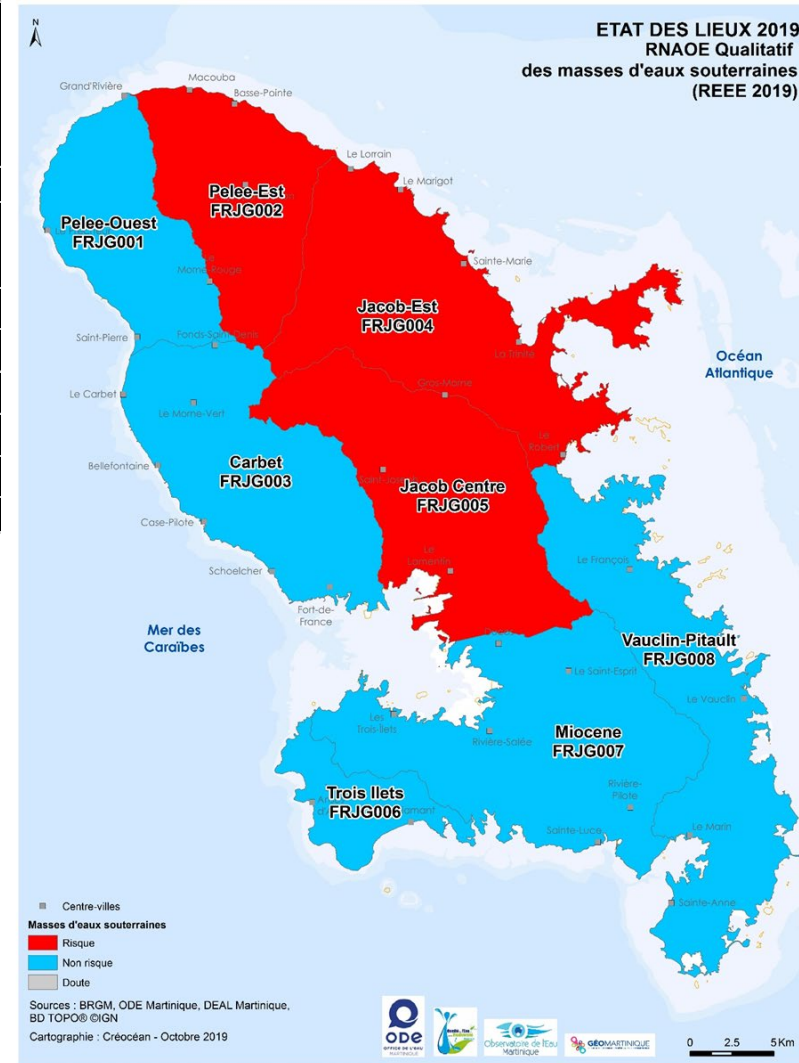 N
ETAT DES LIEUX 2019
RNAOE Qualitatif
des masses d'eaux souterraines
(REEE 2019)
Macouba
Grand'Rivière
Basse-Pointe
Le Lorrain
Le Marigot
Pelee-Est
FRJG002
Pelee-Ouest
FRJG001
Morne-Rouge
Sainte-Marie
Jacob-Est
FRJG004
Saint-Pierre
Fonds-Saint-Denis
La Trinité
Océan
Atlantique
Gros-Morne
Le Carbet
Le Morne-Vert
Le
Robert
Bellefontaine
Carbet
FRJG003
Jacob Centre
FRJG005
Case-Pilote
Le
Lamentin
Le François
Schoelcher
Fort-de-
France
Mer des
Caraïbes
Vauclin-Pitault
FRJG008
Le Saint-Esprit
Le Vauclin
Les
Trois-Ilets
Rivière-Salée
Miocene
FRJG007
Trois Ilets
FRJG006
Rivière-
Pilote
Sainte-Luce
Le Marin
Sainte-Anne
Centre-villes
Masses d'eaux souterraines
Risque
Non risque
Doute
Sources : BRGM, ODE Martinique, DEAL Martinique,
BD TOPO® ©IGN
Cartographie : Créocéan - Octobre 2019
ODE
OFFICE DE L'EAU
MARTINIQUE
Observatoire de l'Eau
Martinique
GÉOMARTINIQUE
0 2.5 5 Km